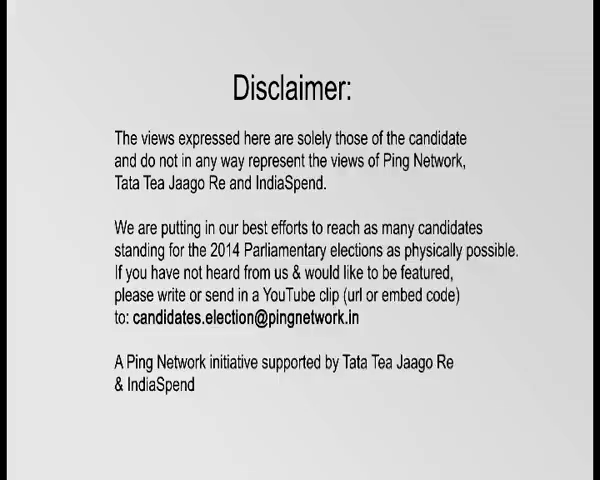 Disclaimer:
The views expressed here are solely those of the candidate
and do not in any way represent the views of Ping Network,
Tata Tea Jaago Re and IndiaSpend.
We are putting in our best efforts to reach as many candidates
standing for the 2014 Parliamentary elections as physically possible.
If you have not heard from us & would like to be featured,
please write or send in a YouTube clip (url or embed code)
to: candidates.election@pingnetwork.in
A Ping Network initiative supported by Tata Tea Jaago Re
& IndiaSpend